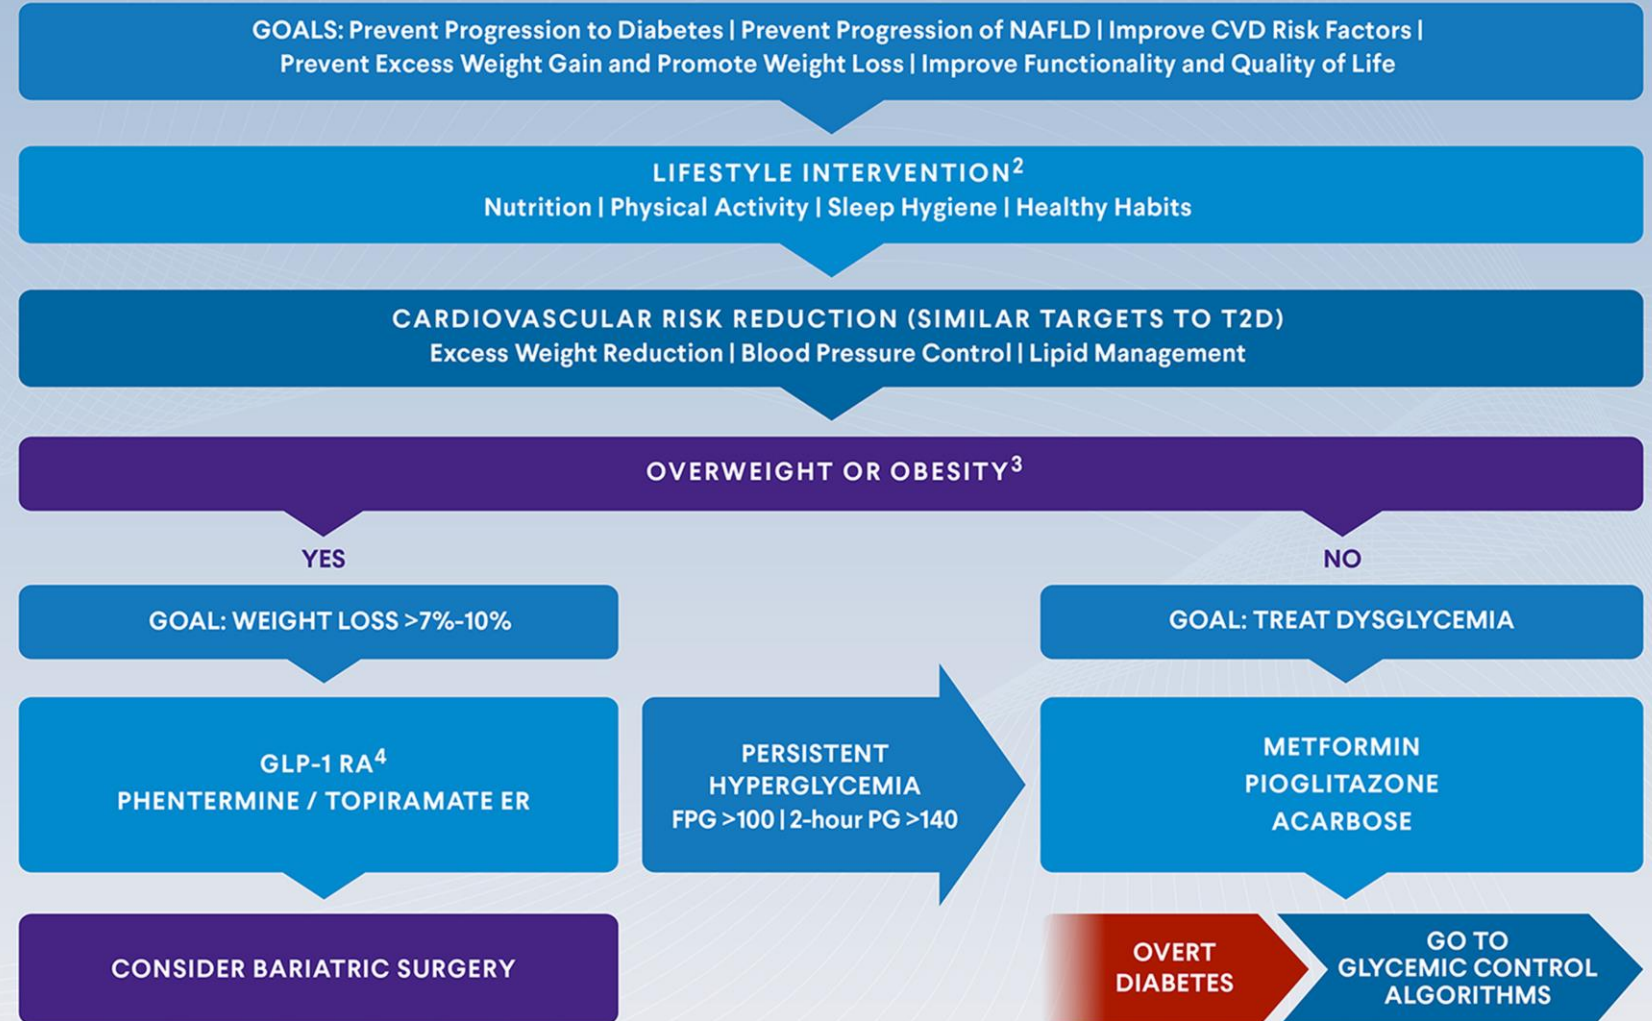 GOALS: Prevent Progression to Diabetes | Prevent Progression of NAFLD | Improve CVD Risk Factors |
Prevent Excess Weight Gain and Promote Weight Loss | Improve Functionality and Quality of Life
LIFESTYLE INTERVENTION²
Nutrition | Physical Activity | Sleep Hygiene | Healthy Habits
CARDIOVASCULAR RISK REDUCTION (SIMILAR TARGETS TO T2D)
Excess Weight Reduction | Blood Pressure Control | Lipid Management
OVERWEIGHT OR OBESITY³
YES
GOAL: WEIGHT LOSS >7%-10%
GLP-1 RA⁴
PHENTERMINE / TOPIRAMATE ER
CONSIDER BARIATRIC SURGERY
PERSISTENT
HYPERGLYCEMIA
FPG >100 | 2-hour PG >140
NO
GOAL: TREAT DYSGLYCEMIA
METFORMIN
PIOGLITAZONE
ACARBOSE
OVERT
DIABETES
GO TO
GLYCEMIC CONTROL
ALGORITHMS